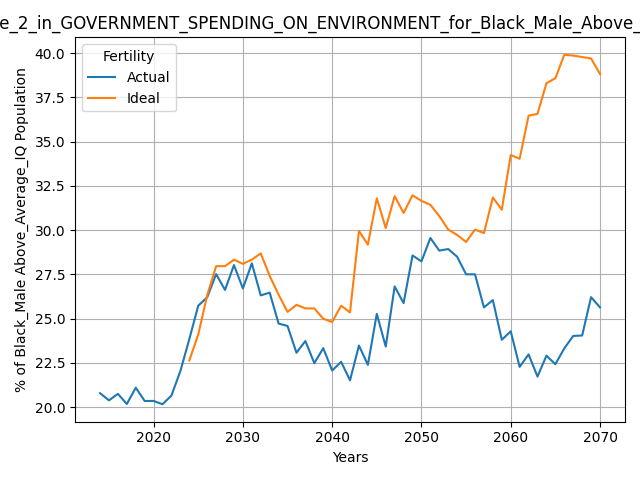 e_2_in_GOVERNMENT_SPENDING_ON_ENVIRONMENT_for_Black_Male_Above_
Fertility
Actual
Ideal
% of Black_Male Above_Average_IQ Population
40.0
37.5
35.0
32.5
30.0
27.5
25.0
22.5
20.0
2020 2030 2040 2050 2060 2070
Years